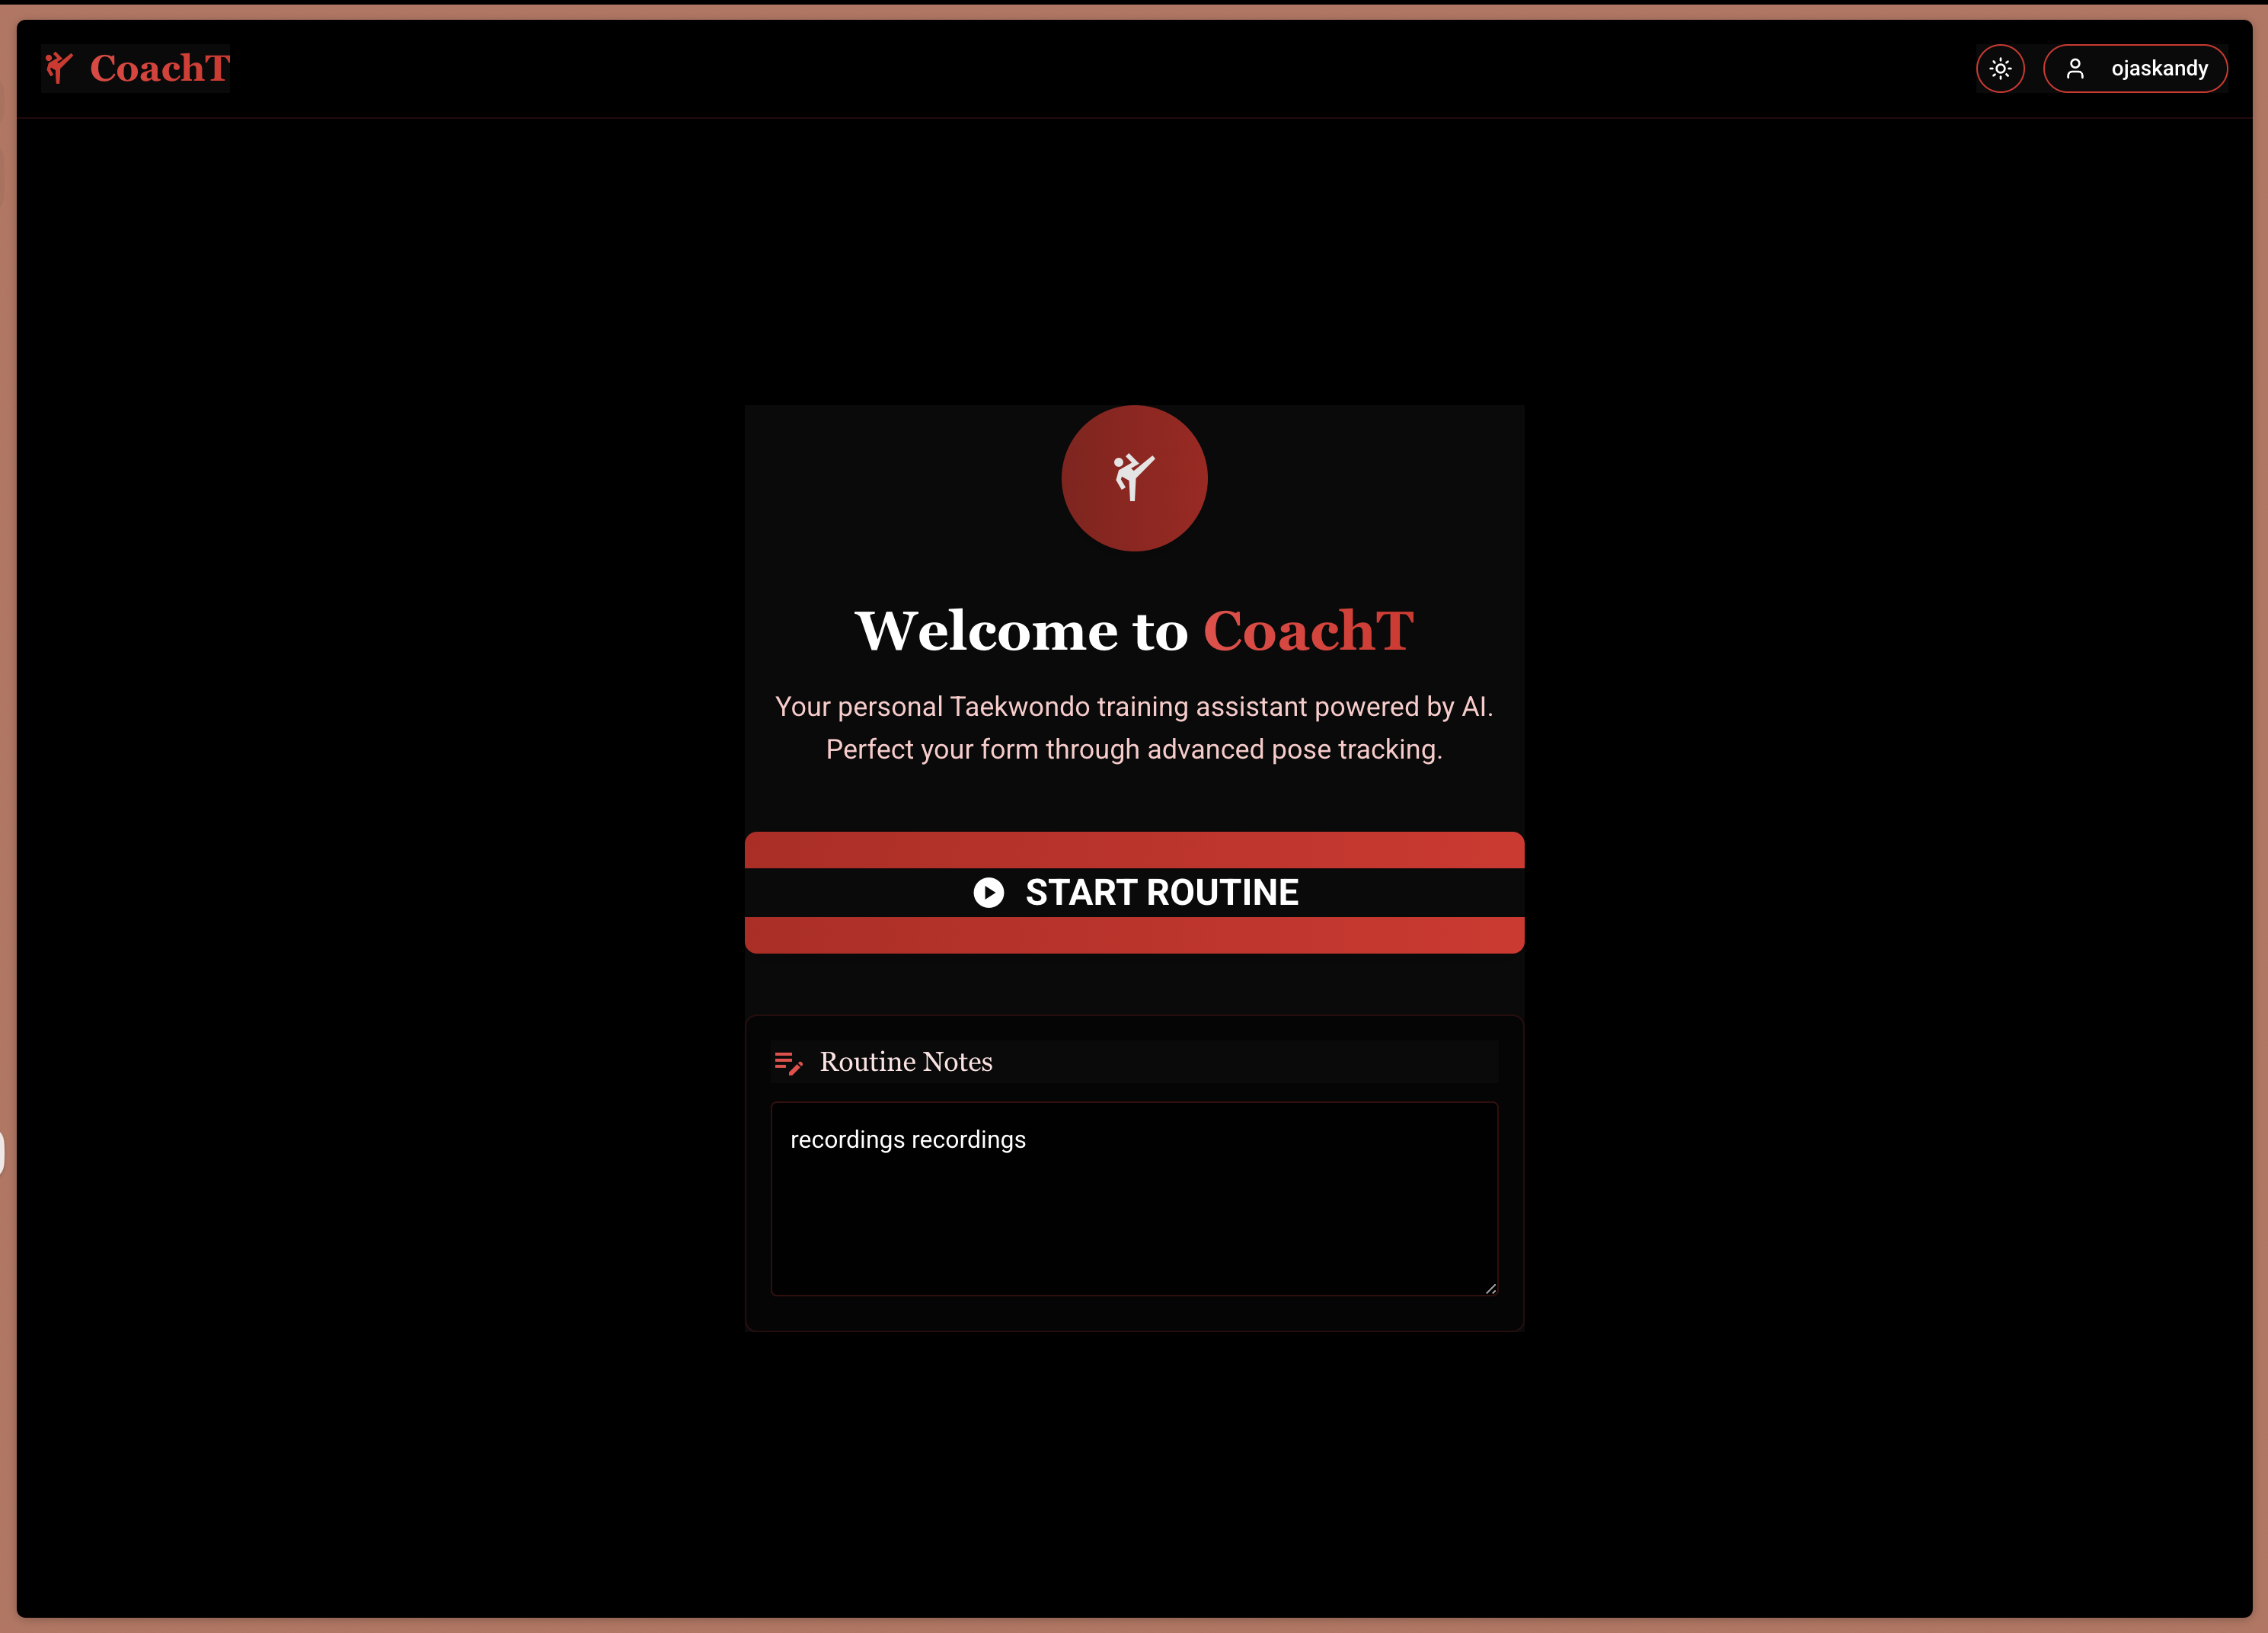 CoachT
ojaskandy
Welcome to CoachT
Your personal Taekwondo training assistant powered by AI.
Perfect your form through advanced pose tracking.
START ROUTINE
Routine Notes
recordings recordings